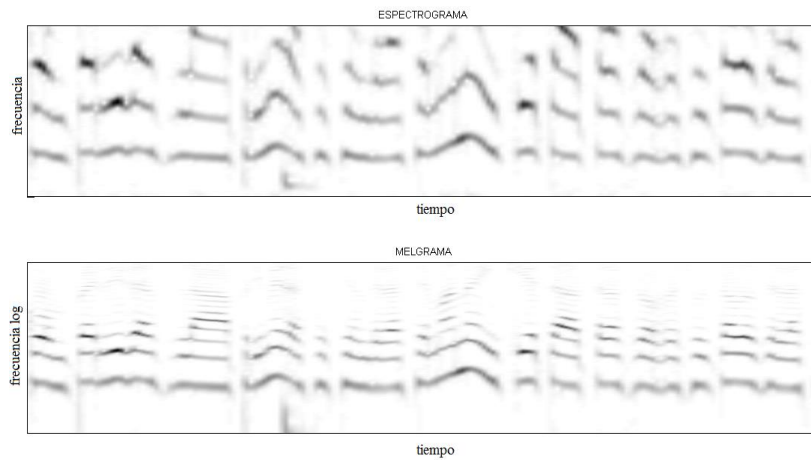 ESPECTROGRAMA
frecuencia
tiempo
MELGRAMA
frecuencia log
tiempo